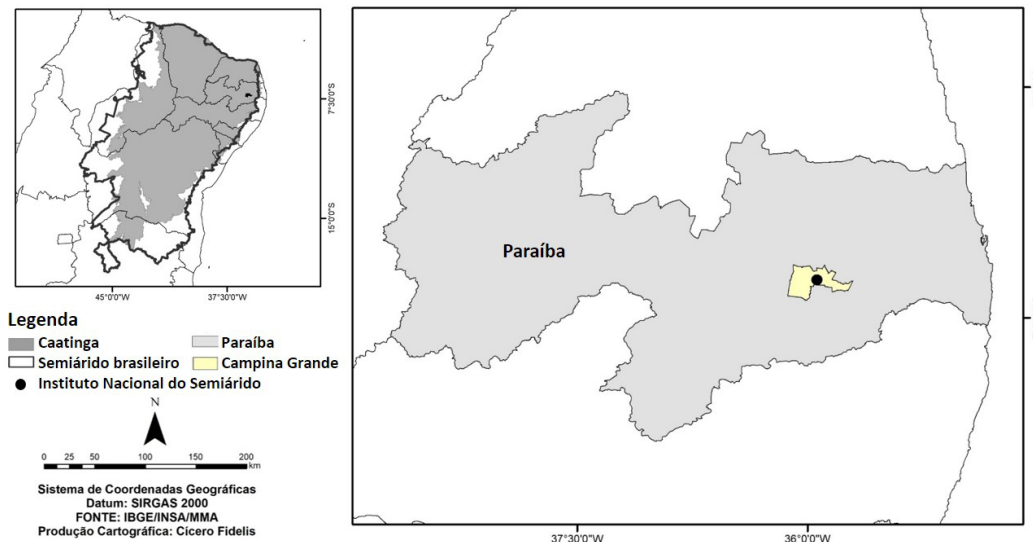 7°30'0"S
15°0'0"S
45°0'0"W 37°30'0"W
Legenda
Caatinga Paraíba
Semiárido brasileiro Campina Grande
Instituto Nacional do Semiárido
N
0 25 50 100 150 200
km
Sistema de Coordenadas Geográficas
Datum: SIRGAS 2000
FONTE: IBGE/INSA/MMA
Produção Cartográfica: Cícero Fidelis
Paraíba
37°30'0"W 36°0'0"W